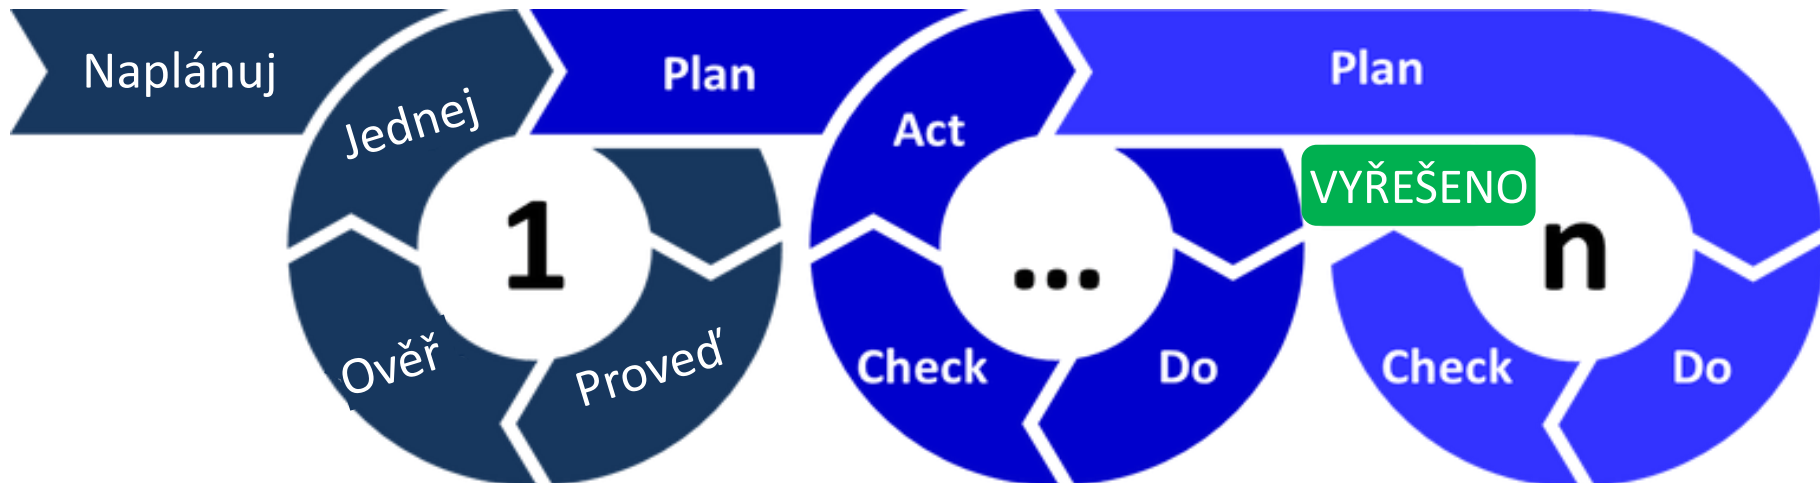 Naplánuj
Jednej
1
Ověř
Proveď
Plan
Act
...
Check
Do
Plan
VYŘEŠENO
n
Check
Do